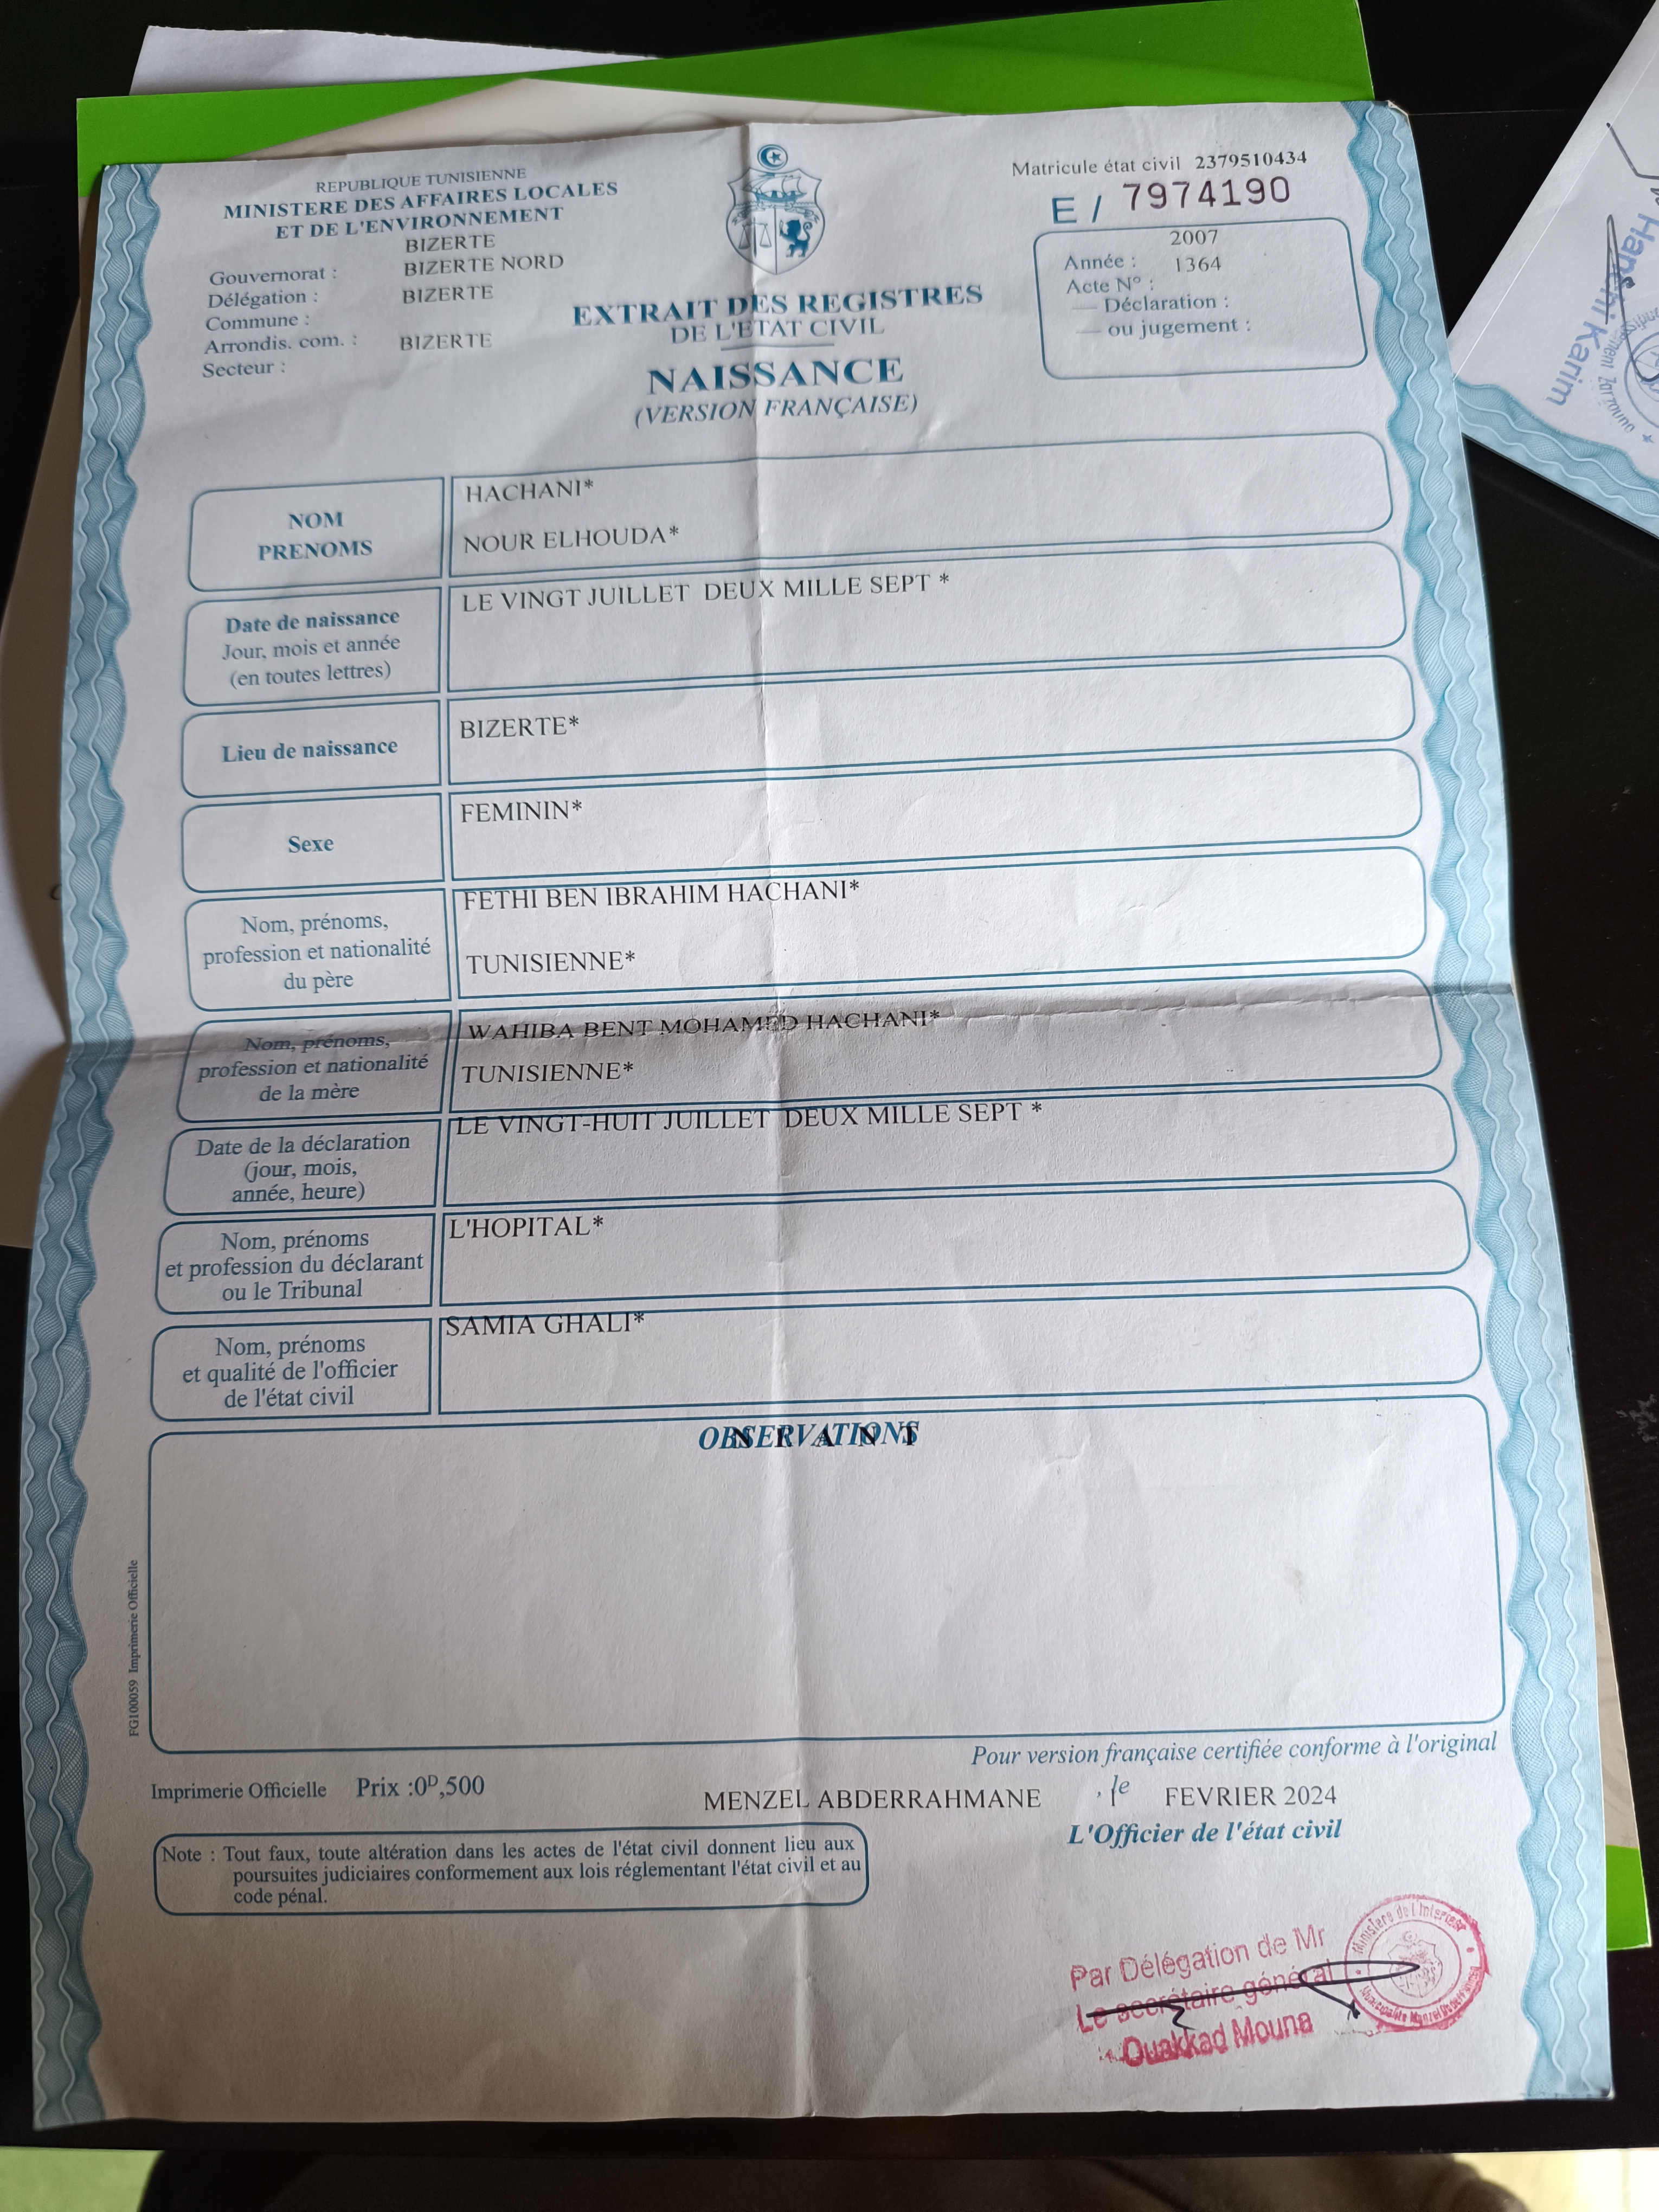 REPUBLIQUE TUNISIENNE
MINISTERE DES AFFAIRES LOCALES
ET DE L'ENVIRONNEMENT
BIZERTE
Gouvernorat :
BIZERTE NORD
Délégation :
BIZERTE
Commune :
Arrondis. com. :
BIZERTE
Secteur :
Matricule état civil 2379510434
E / 7974190
2007
Année :
1364
Acte N° :
— Déclaration :
— ou jugement :
EXTRAIT DES REGISTRES
DE L'ETAT CIVIL
NAISSANCE
(VERSION FRANÇAISE)
NOM
PRENOMS
HACHANI*
NOUR ELHOUDA*
Date de naissance
Jour, mois et année
(en toutes lettres)
LE VINGT JUILLET DEUX MILLE SEPT *
Lieu de naissance
BIZERTE*
Sexe
FEMININ*
Nom, prénoms,
profession et nationalité
du père
FETHI BEN IBRAHIM HACHANI*
TUNISIENNE*
Nom, prénoms,
profession et nationalité
de la mère
WAHIBA BENT MOHAMED HACHANI*
TUNISIENNE*
Date de la déclaration
(jour, mois,
année, heure)
LE VINGT-HUIT JUILLET DEUX MILLE SEPT *
Nom, prénoms
et profession du déclarant
ou le Tribunal
L'HOPITAL*
Nom, prénoms
et qualité de l'officier
de l'état civil
SAMIA GHALI*
OBSERVATIONS
FG100059 Imprimerie Officielle
Pour version française certifiée conforme à l'original
Imprimerie Officielle Prix :0D,500
MENZEL ABDERRAHMANE , le FEVRIER 2024
L'Officier de l'état civil
Note : Tout faux, toute altération dans les actes de l'état civil donnent lieu aux
poursuites judiciaires conformement aux lois réglementant l'état civil et au
code pénal.
Par Délégation de Mr
Le secrétaire général
Ouakkad Mouna
Ministère de l'Interieur
Karim